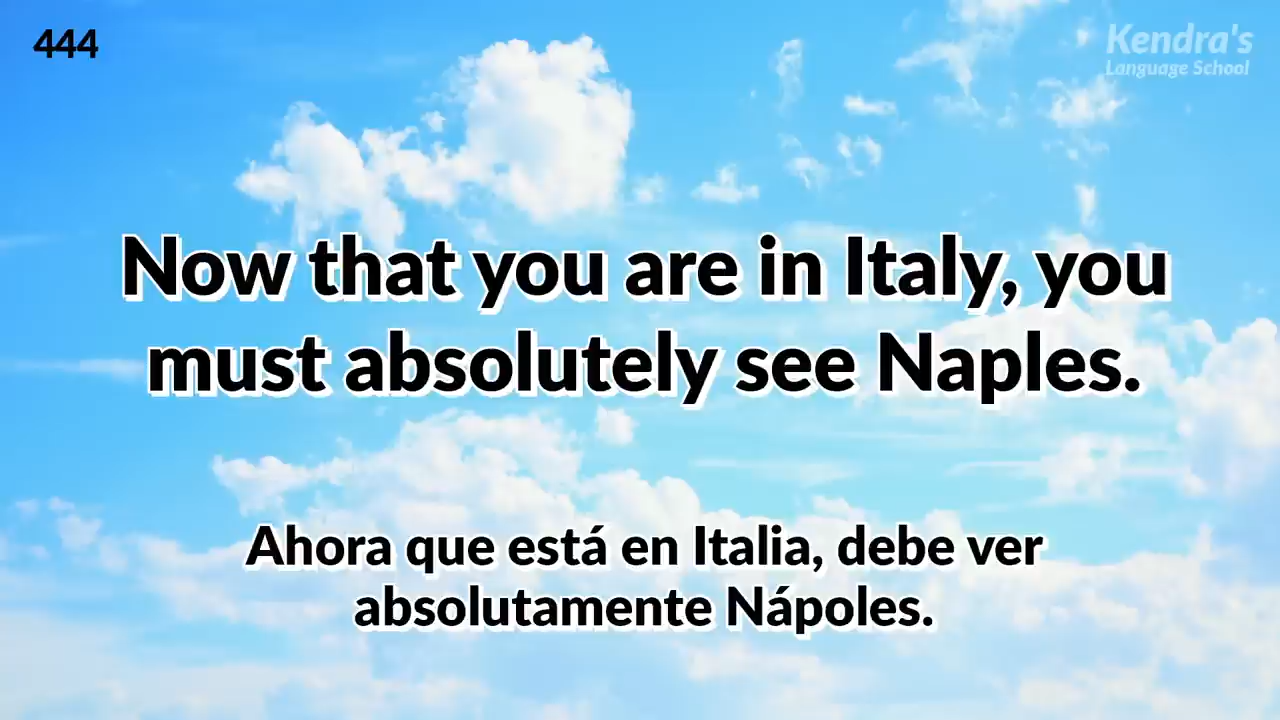 444
Kendra's
Language School
Now that you are in Italy, you
must absolutely see Naples.
Ahora que está en Italia, debe ver
absolutamente Nápoles.